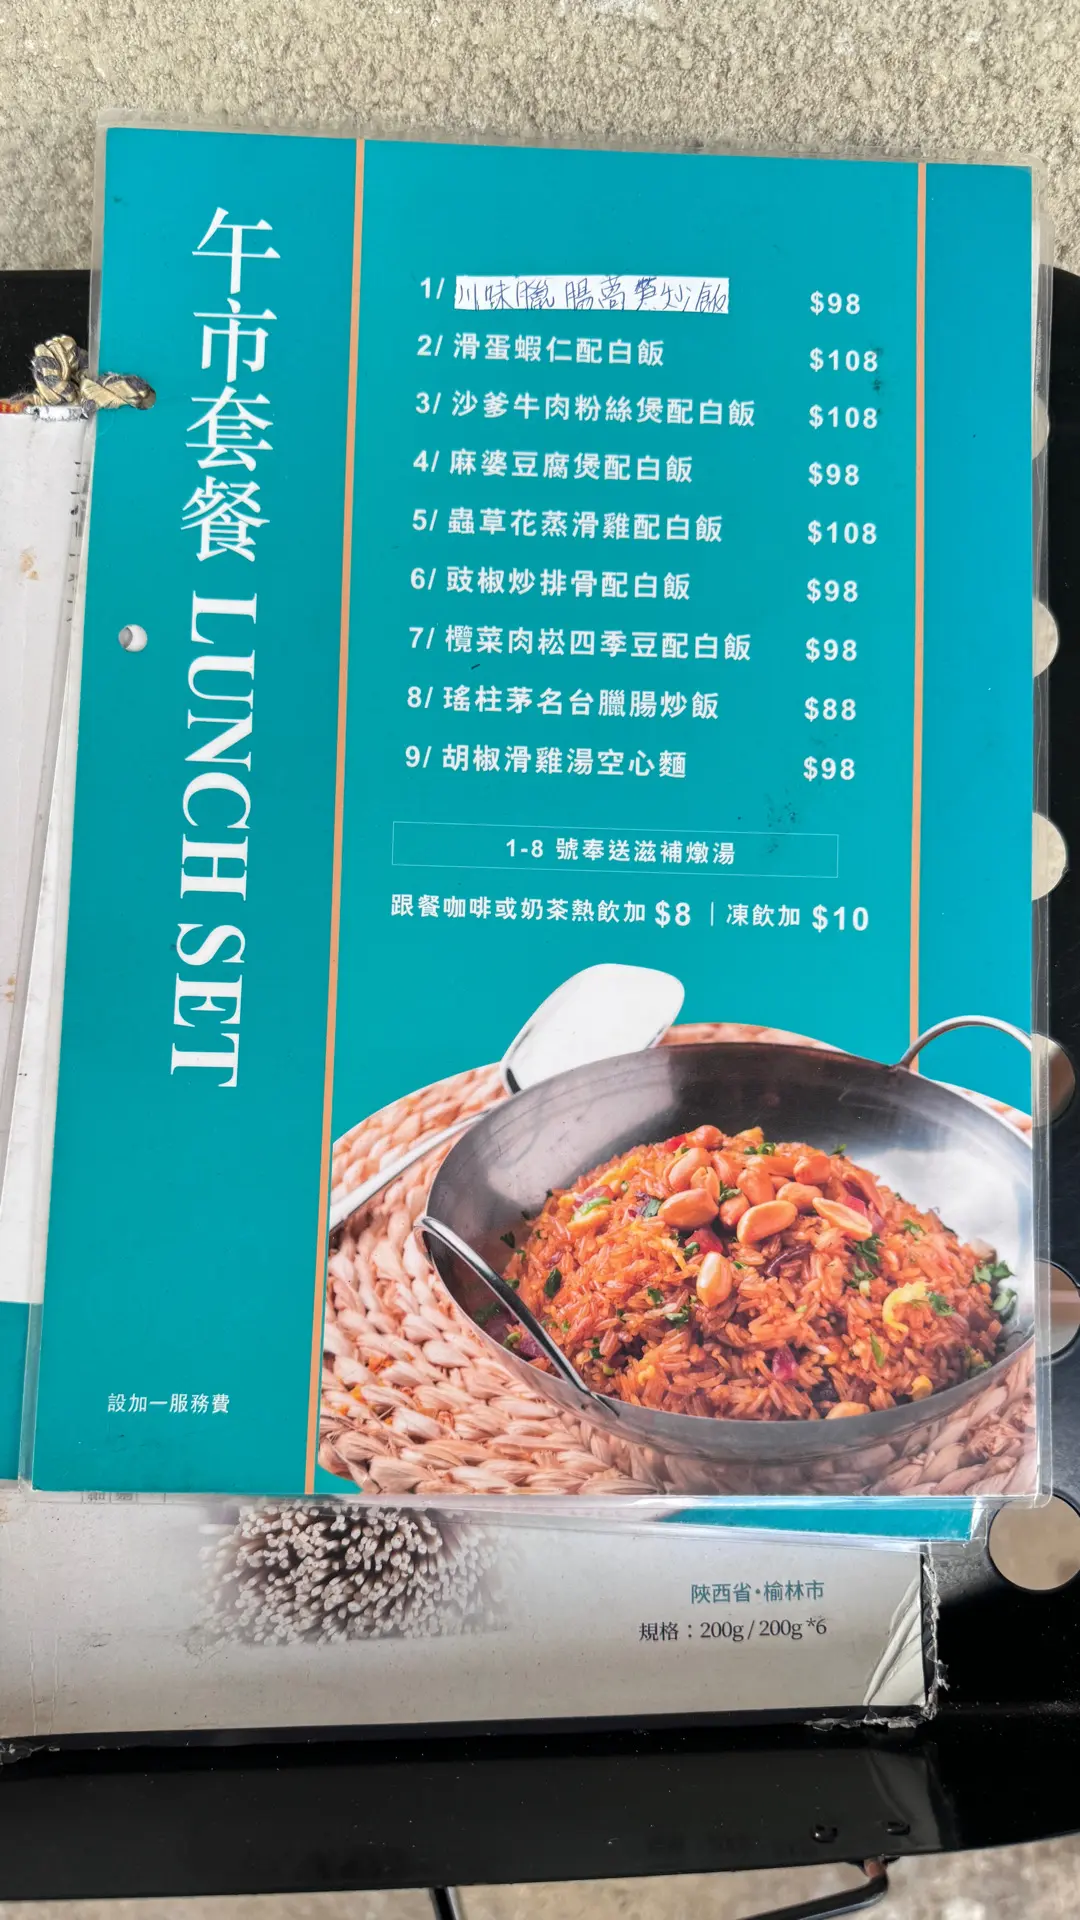 午市套餐 LUNCH SET
1/ 川味臘腸萵筍炒飯 $98
2/ 滑蛋蝦仁配白飯 $108
3/ 沙爹牛肉粉絲煲配白飯 $108
4/ 麻婆豆腐煲配白飯 $98
5/ 蟲草花蒸滑雞配白飯 $108
6/ 豉椒炒排骨配白飯 $98
7/ 欖菜肉崧四季豆配白飯 $98
8/ 瑤柱茅名台臘腸炒飯 $88
9/ 胡椒滑雞湯空心麵 $98
1-8 號奉送滋補燉湯
跟餐咖啡或奶茶熱飲加 $8 | 凍飲加 $10
設加一服務費
陝西省·榆林市
規格：200g / 200g *6